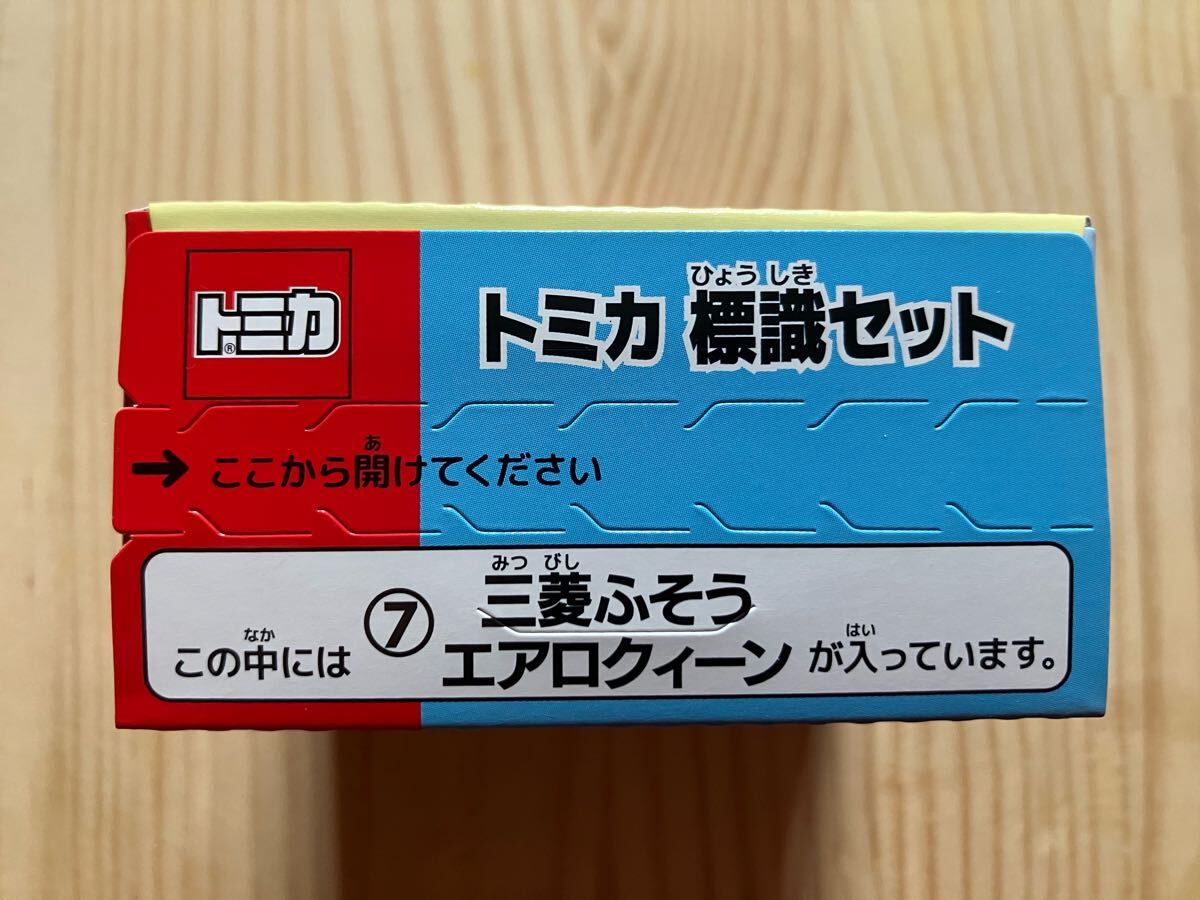 トミカ®
ひょう しき
トミカ 標識セット
あ
→ ここから開けてください
みつ びし
三菱ふそう
なか はい
この中には ⑦ エアロクィーン が入っています。